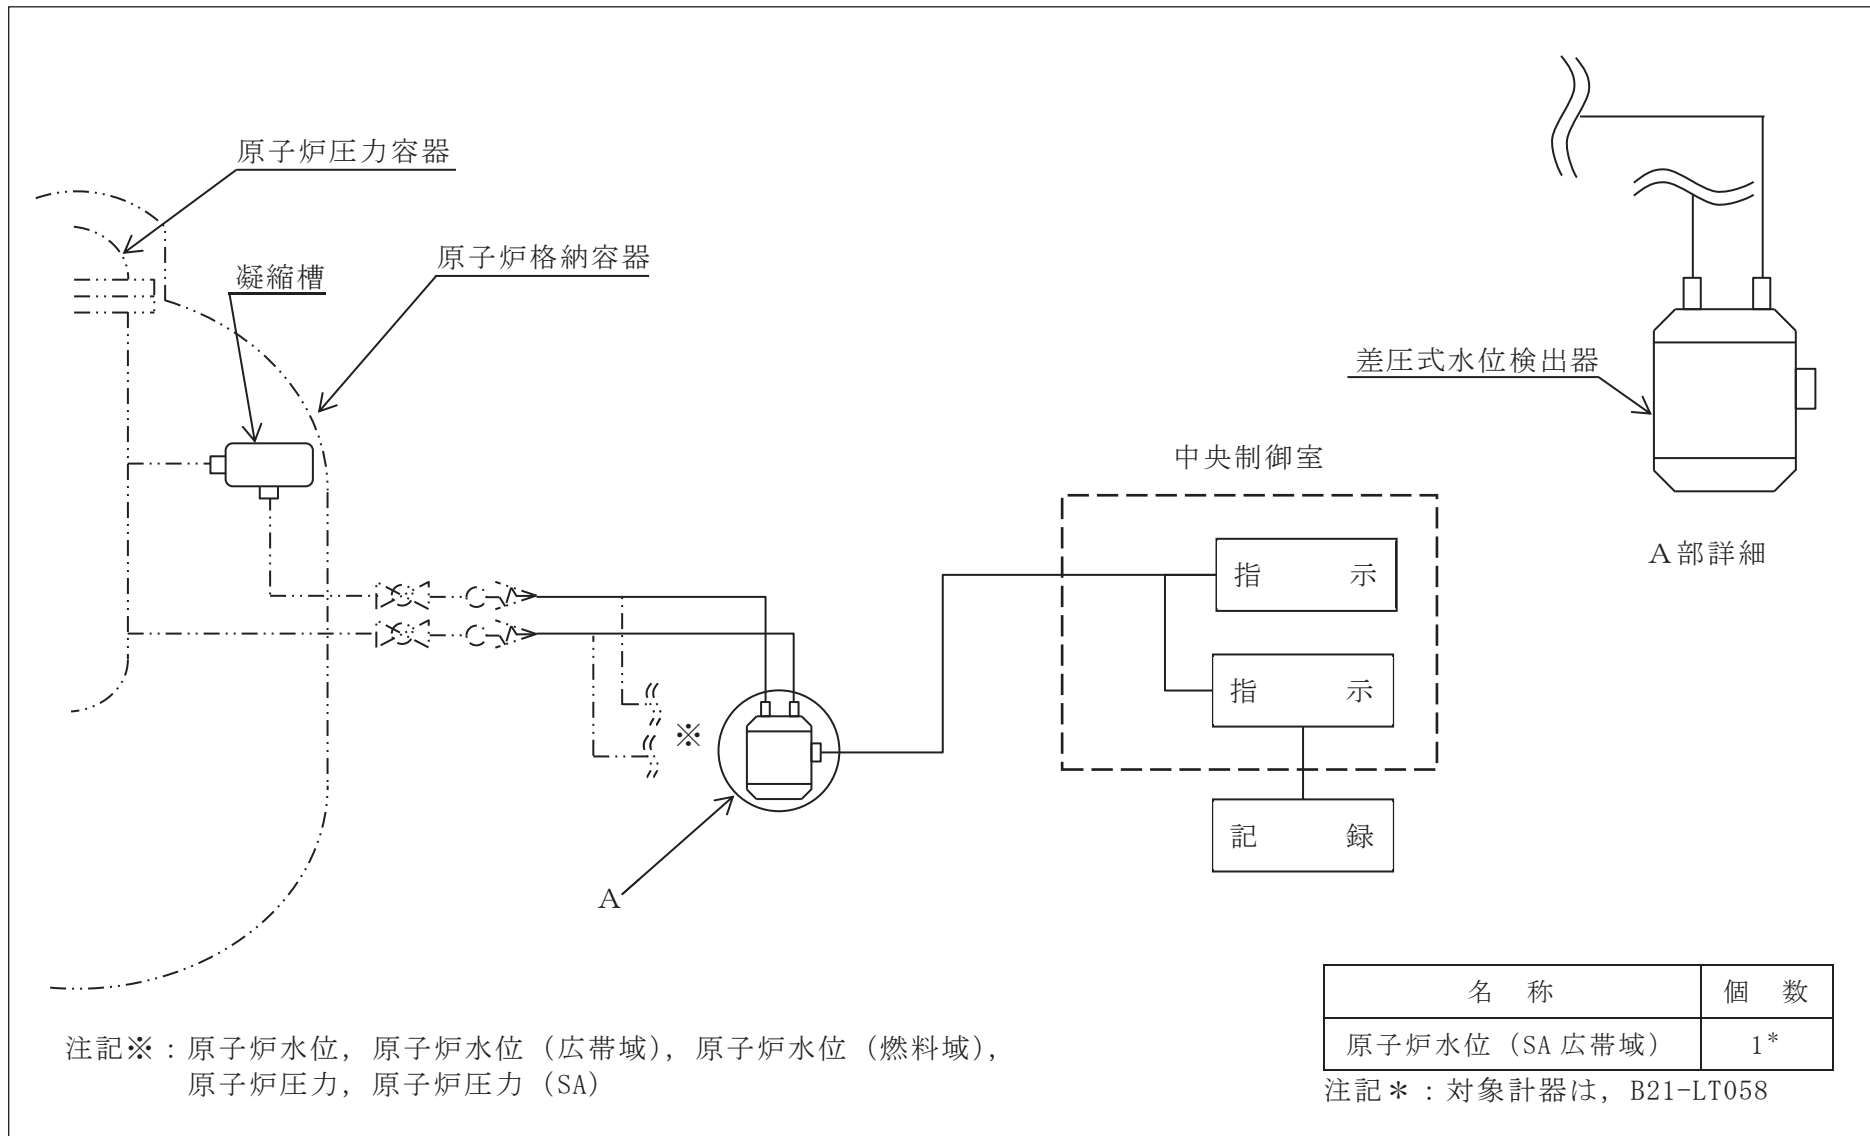 原子炉圧力容器
原子炉格納容器
凝縮槽
差圧式水位検出器
中央制御室
A部詳細
指　　示
指　　示
※
記　　録
A
名　称　個　数
原子炉水位（SA 広帯域）　1*
注記＊：対象計器は，B21-LT058
注記※：原子炉水位，原子炉水位（広帯域），原子炉水位（燃料域），
原子炉圧力，原子炉圧力（SA）